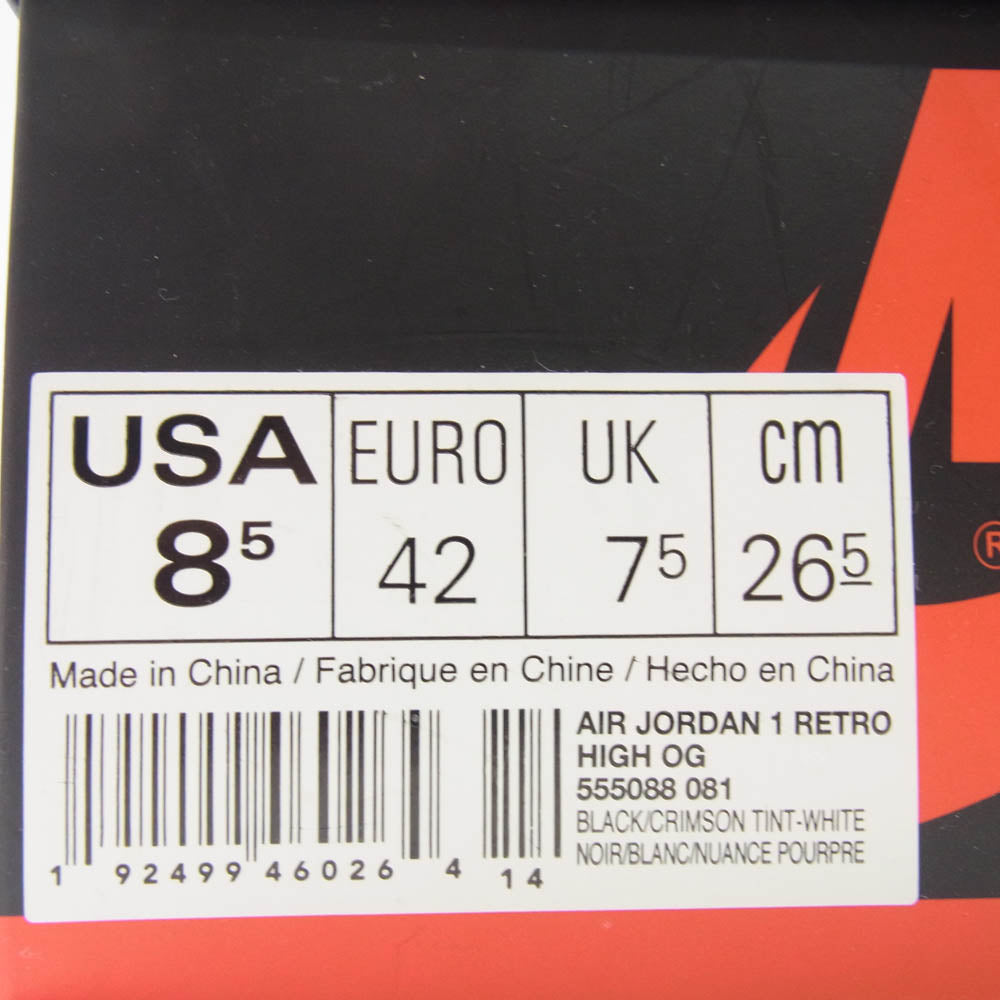 USA EURO UK cm
85 42 75 265
Made in China / Fabrique en Chine / Hecho en China
AIR JORDAN 1 RETRO
HIGH OG
555088 081
BLACK/CRIMSON TINT-WHITE
NOIR/BLANC/NUANCE POURPRE
1 92499 46026 4 14
®